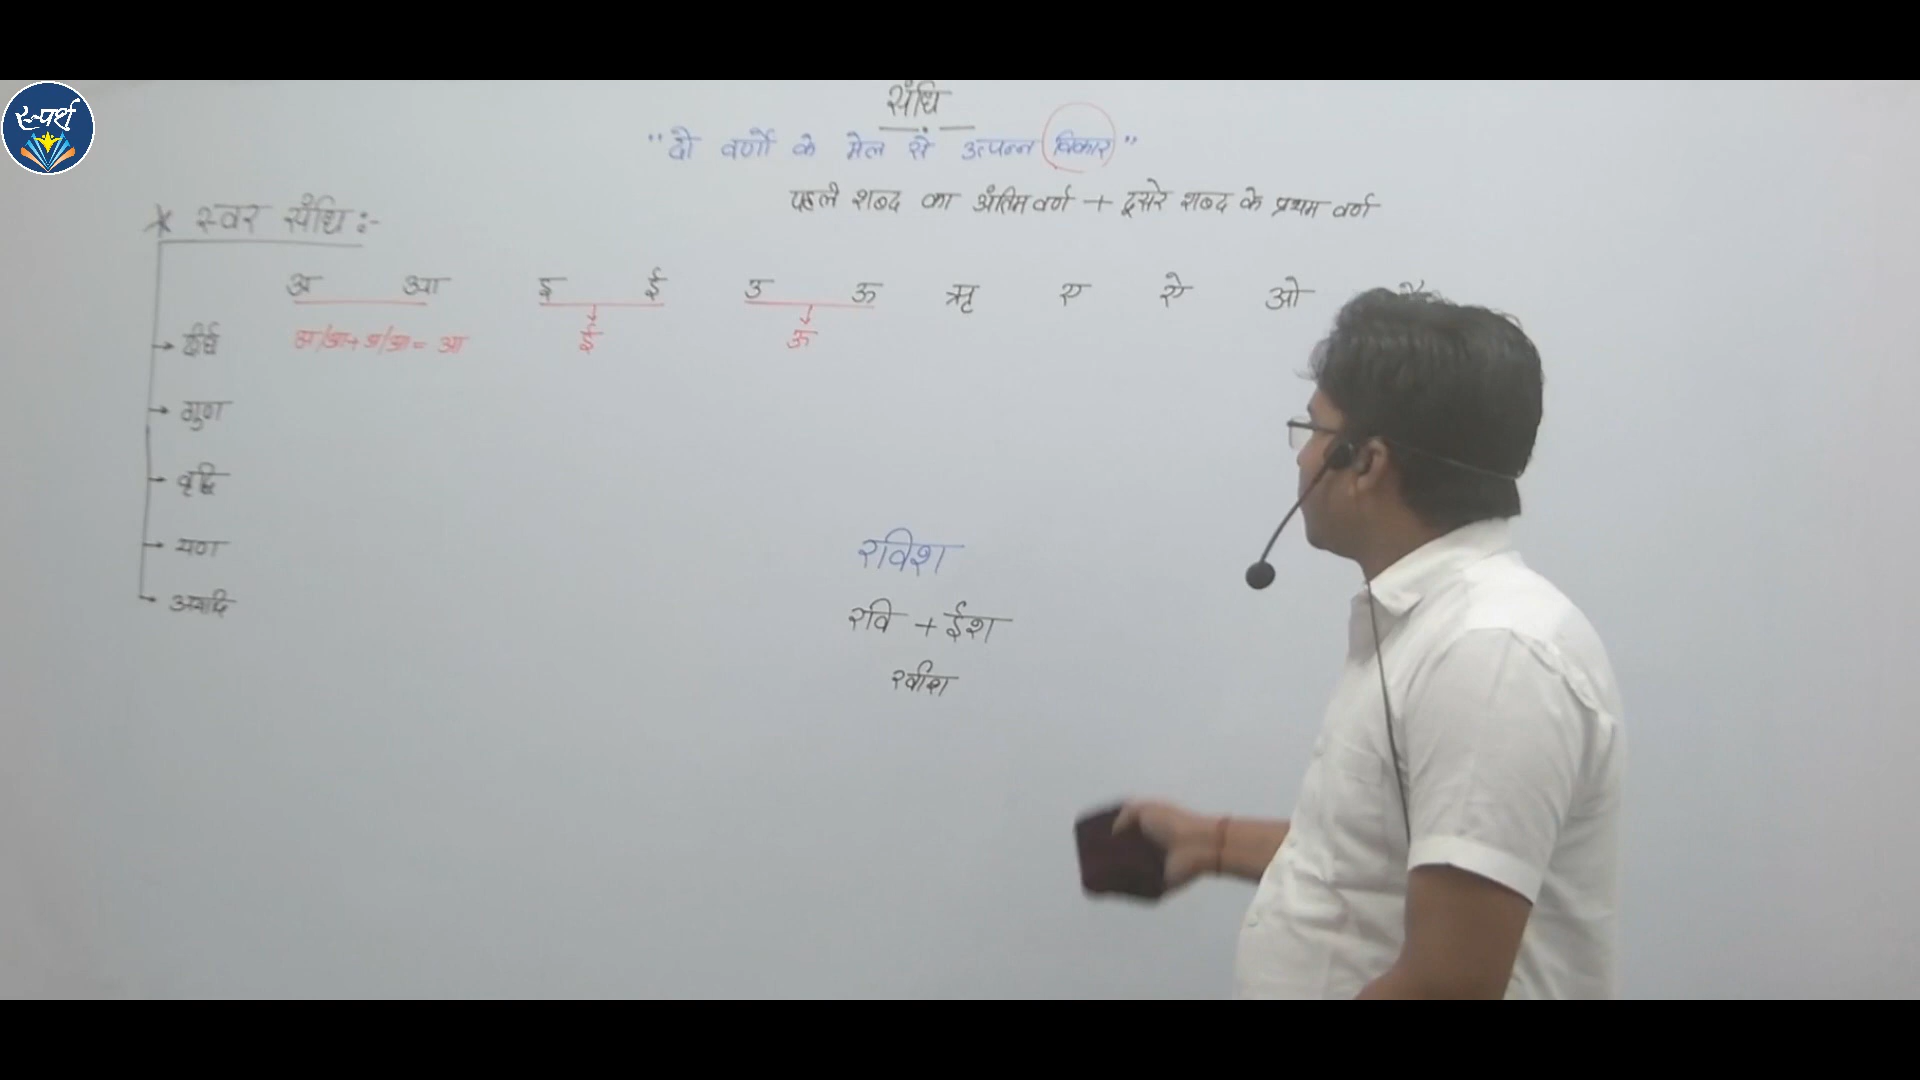 स्पर्श
संधि
"दो वर्णो के मेल से उत्पन्न विकार"
पहले शब्द का अंतिम वर्ण + दूसरे शब्द के प्रथम वर्ण
* स्वर संधि :-
अ आ इ ई उ ऊ ऋ ए ऐ ओ
→ दीर्घ अ/आ + अ/आ = आ ई ऊ
→ गुण
→ वृद्धि
→ यण
→ अयादि
रविश
रवि + ईश
रवीश